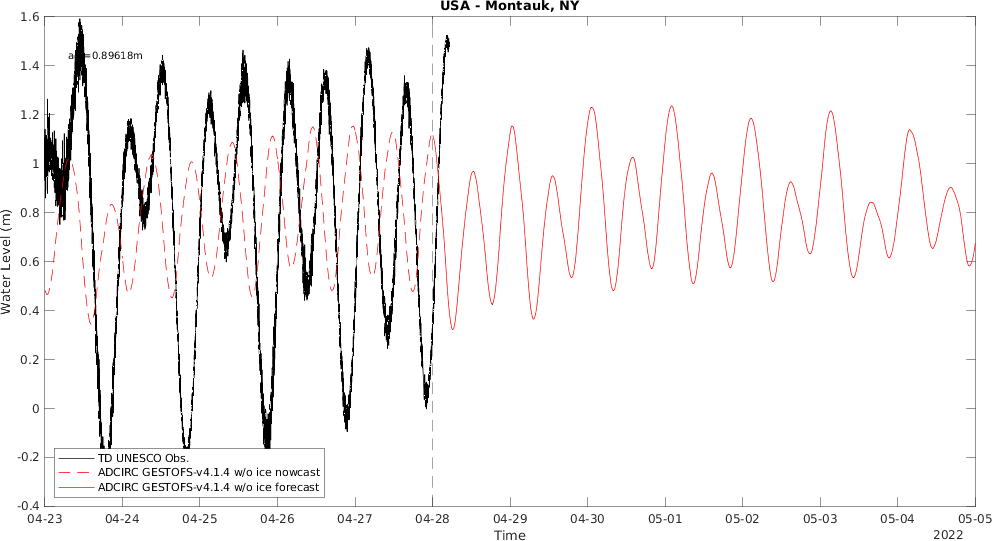 USA - Montauk, NY
1.6
1.4
1.2
1
0.8
0.6
0.4
0.2
0
-0.2
-0.4
Water Level (m)
=0.89618m
TD UNESCO Obs.
ADCIRC GESTOFS-v4.1.4 w/o ice nowcast
ADCIRC GESTOFS-v4.1.4 w/o ice forecast
04-23 04-24 04-25 04-26 04-27 04-28 04-29 04-30 05-01 05-02 05-03 05-04 05-05
Time
2022